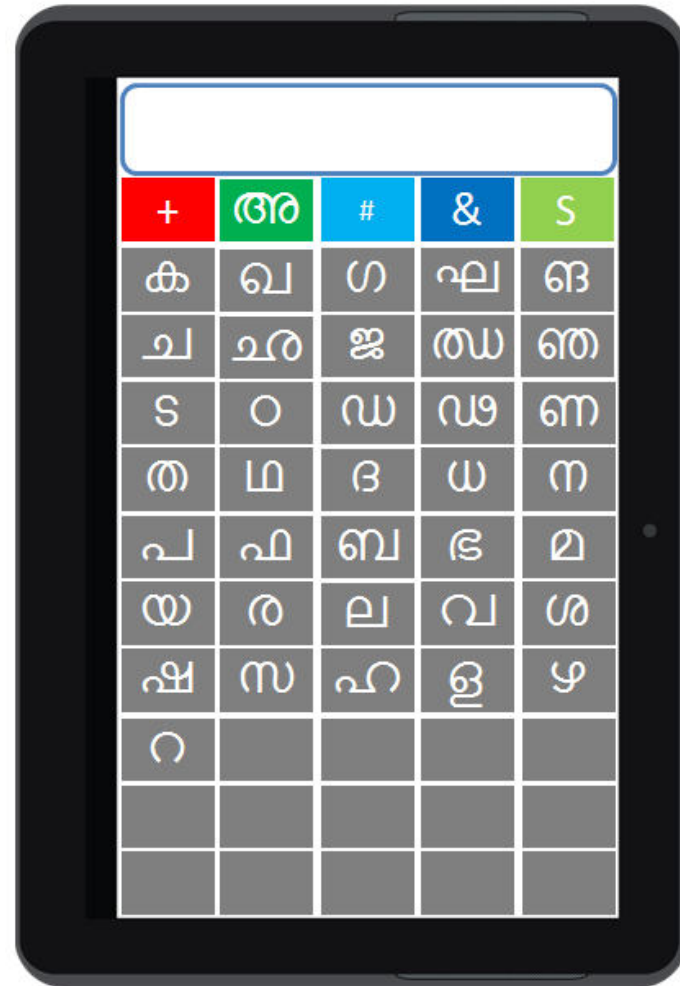 + അ # & S
ക ഖ ഗ ഘ ങ
ച ഛ ജ ഝ ഞ
ട ഠ ഡ ഢ ണ
ത ഥ ദ ധ ന
പ ഫ ബ ഭ മ
യ ര ല വ ശ
ഷ സ ഹ ള ഴ
റ